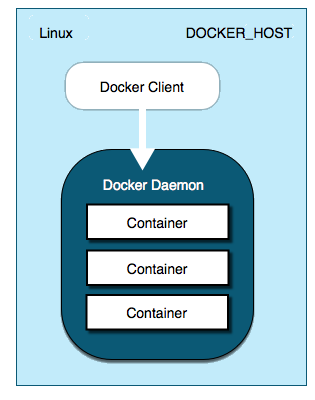 Linux
DOCKER_HOST
Docker Client
Docker Daemon
Container
Container
Container